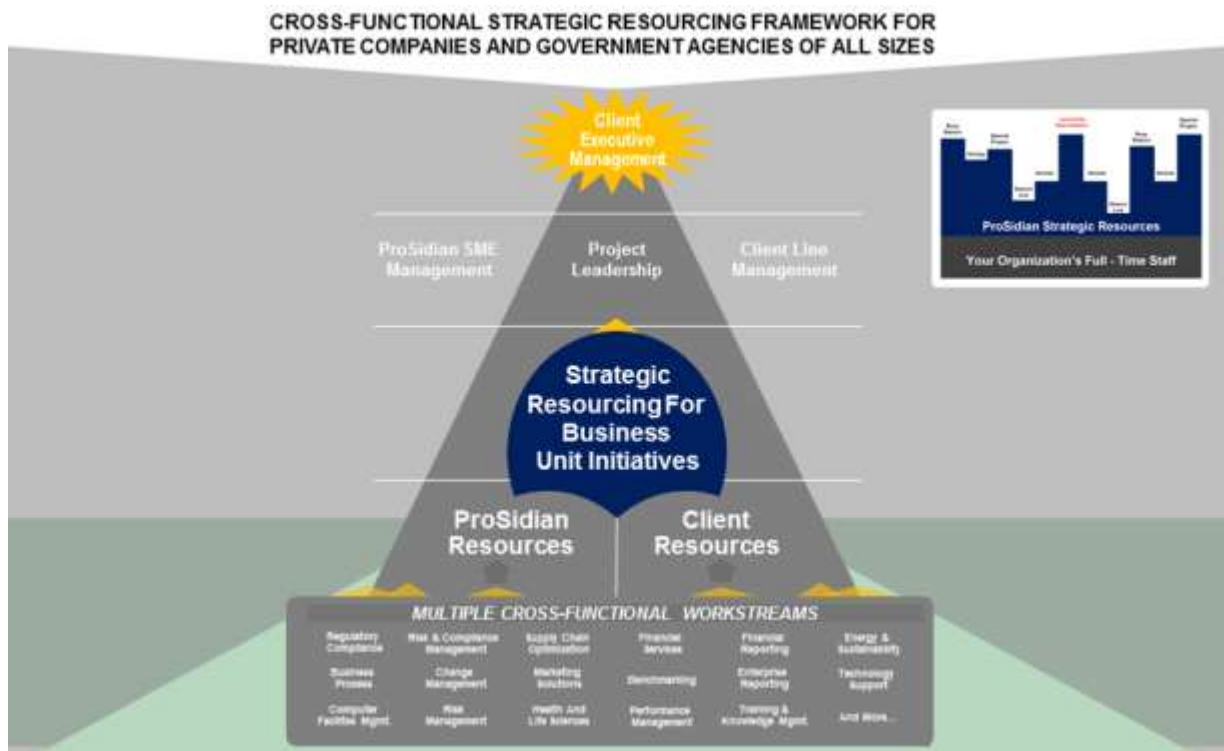 CROSS-FUNCTIONAL STRATEGIC RESOURCING FRAMEWORK FOR
PRIVATE COMPANIES AND GOVERNMENT AGENCIES OF ALL SIZES
Client
Executive
Management
ProSidian SME
Management
Project
Leadership
Client Line
Management
ProSidian Strategic Resources
Your Organization's Full - Time Staff
Strategic
Resourcing For
Business
Unit Initiatives
ProSidian
Resources
Client
Resources
MULTIPLE CROSS-FUNCTIONAL WORKSTREAMS
Regulatory
Compliance
Risk & Compliance
Management
Supply Chain
Optimization
Financial
Services
Financial
Reporting
Energy &
Sustainability
Business
Process
Change
Management
Marketing
Solutions
Benchmarking
Enterprise
Reporting
Technology
Support
Computer
Facilities Mgmt.
Risk
Management
Health And
Life Sciences
Performance
Management
Training &
Knowledge Mgmt.
And More...